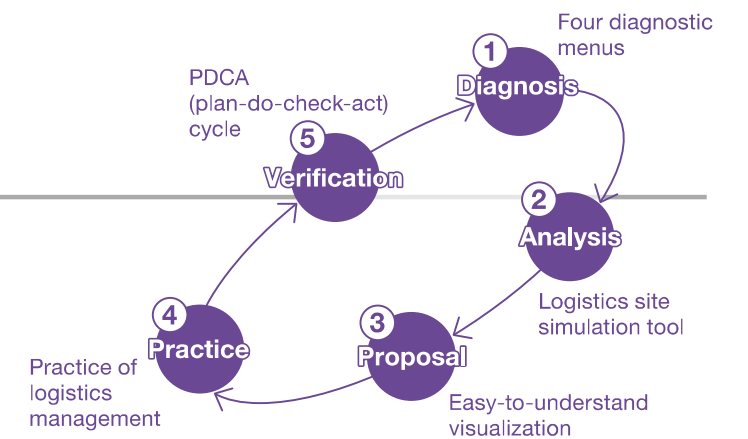 1
Diagnosis
Four diagnostic
menus
2
Analysis
Logistics site
simulation tool
3
Proposal
Easy-to-understand
visualization
4
Practice
Practice of
logistics
management
5
Verification
PDCA
(plan-do-check-act)
cycle